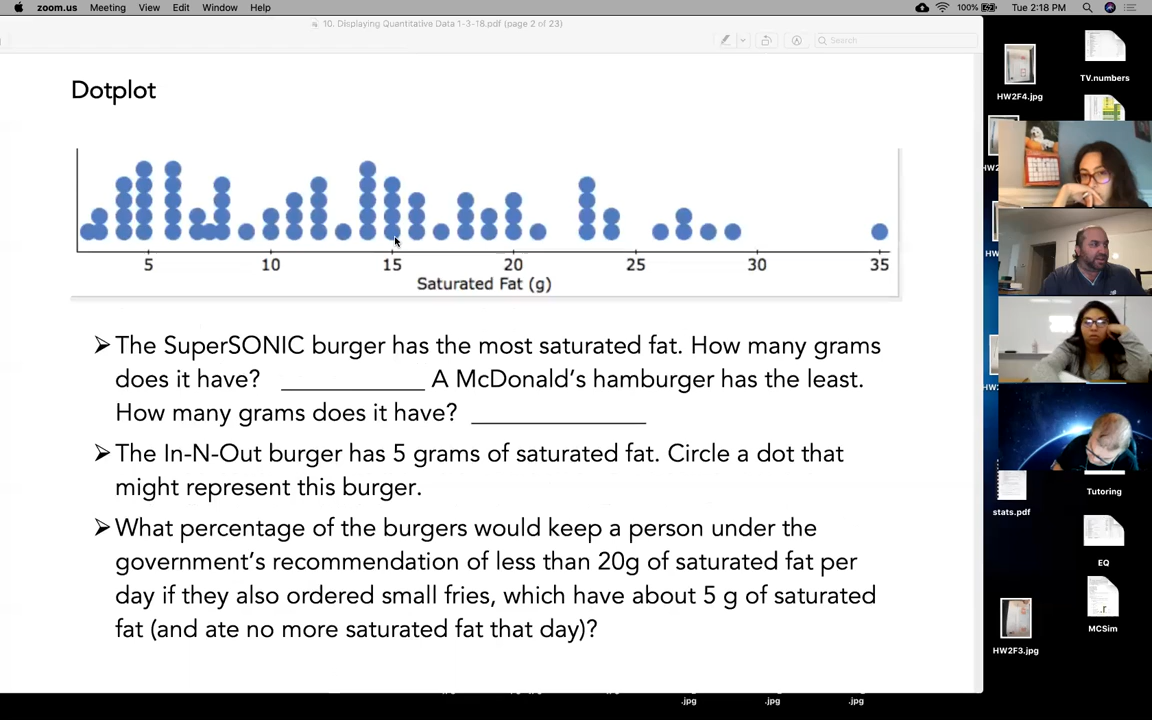 zoom.us Meeting View Edit Window Help 100% Tue 2:18 PM
10. Displaying Quantitative Data 1-3-18.pdf (page 2 of 23)
Search
Dotplot
5 10 15 20 25 30 35
Saturated Fat (g)
➢ The SuperSONIC burger has the most saturated fat. How many grams
does it have? ____________ A McDonald's hamburger has the least.
How many grams does it have? _______________
➢ The In-N-Out burger has 5 grams of saturated fat. Circle a dot that
might represent this burger.
➢ What percentage of the burgers would keep a person under the
government's recommendation of less than 20g of saturated fat per
day if they also ordered small fries, which have about 5 g of saturated
fat (and ate no more saturated fat that day)?
HW2F4.jpg
TV.numbers
stats.pdf
Tutoring
EQ
HW2F3.jpg
MCSim
.jpg .jpg .jpg